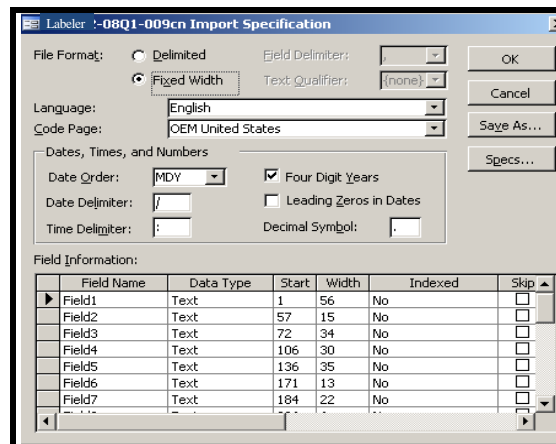 Labeler :-08Q1-009cn Import Specification
File Format: Delimited Field Delimiter: , OK
Fixed Width Text Qualifier: {none} Cancel
Language: English
Code Page: OEM United States Save As...
Dates, Times, and Numbers Specs...
Date Order: MDY Four Digit Years
Date Delimiter: / Leading Zeros in Dates
Time Delimiter: : Decimal Symbol: .
Field Information:
Field Name Data Type Start Width Indexed Skip
Field1 Text 1 56 No
Field2 Text 57 15 No
Field3 Text 72 34 No
Field4 Text 106 30 No
Field5 Text 136 35 No
Field6 Text 171 13 No
Field7 Text 184 22 No